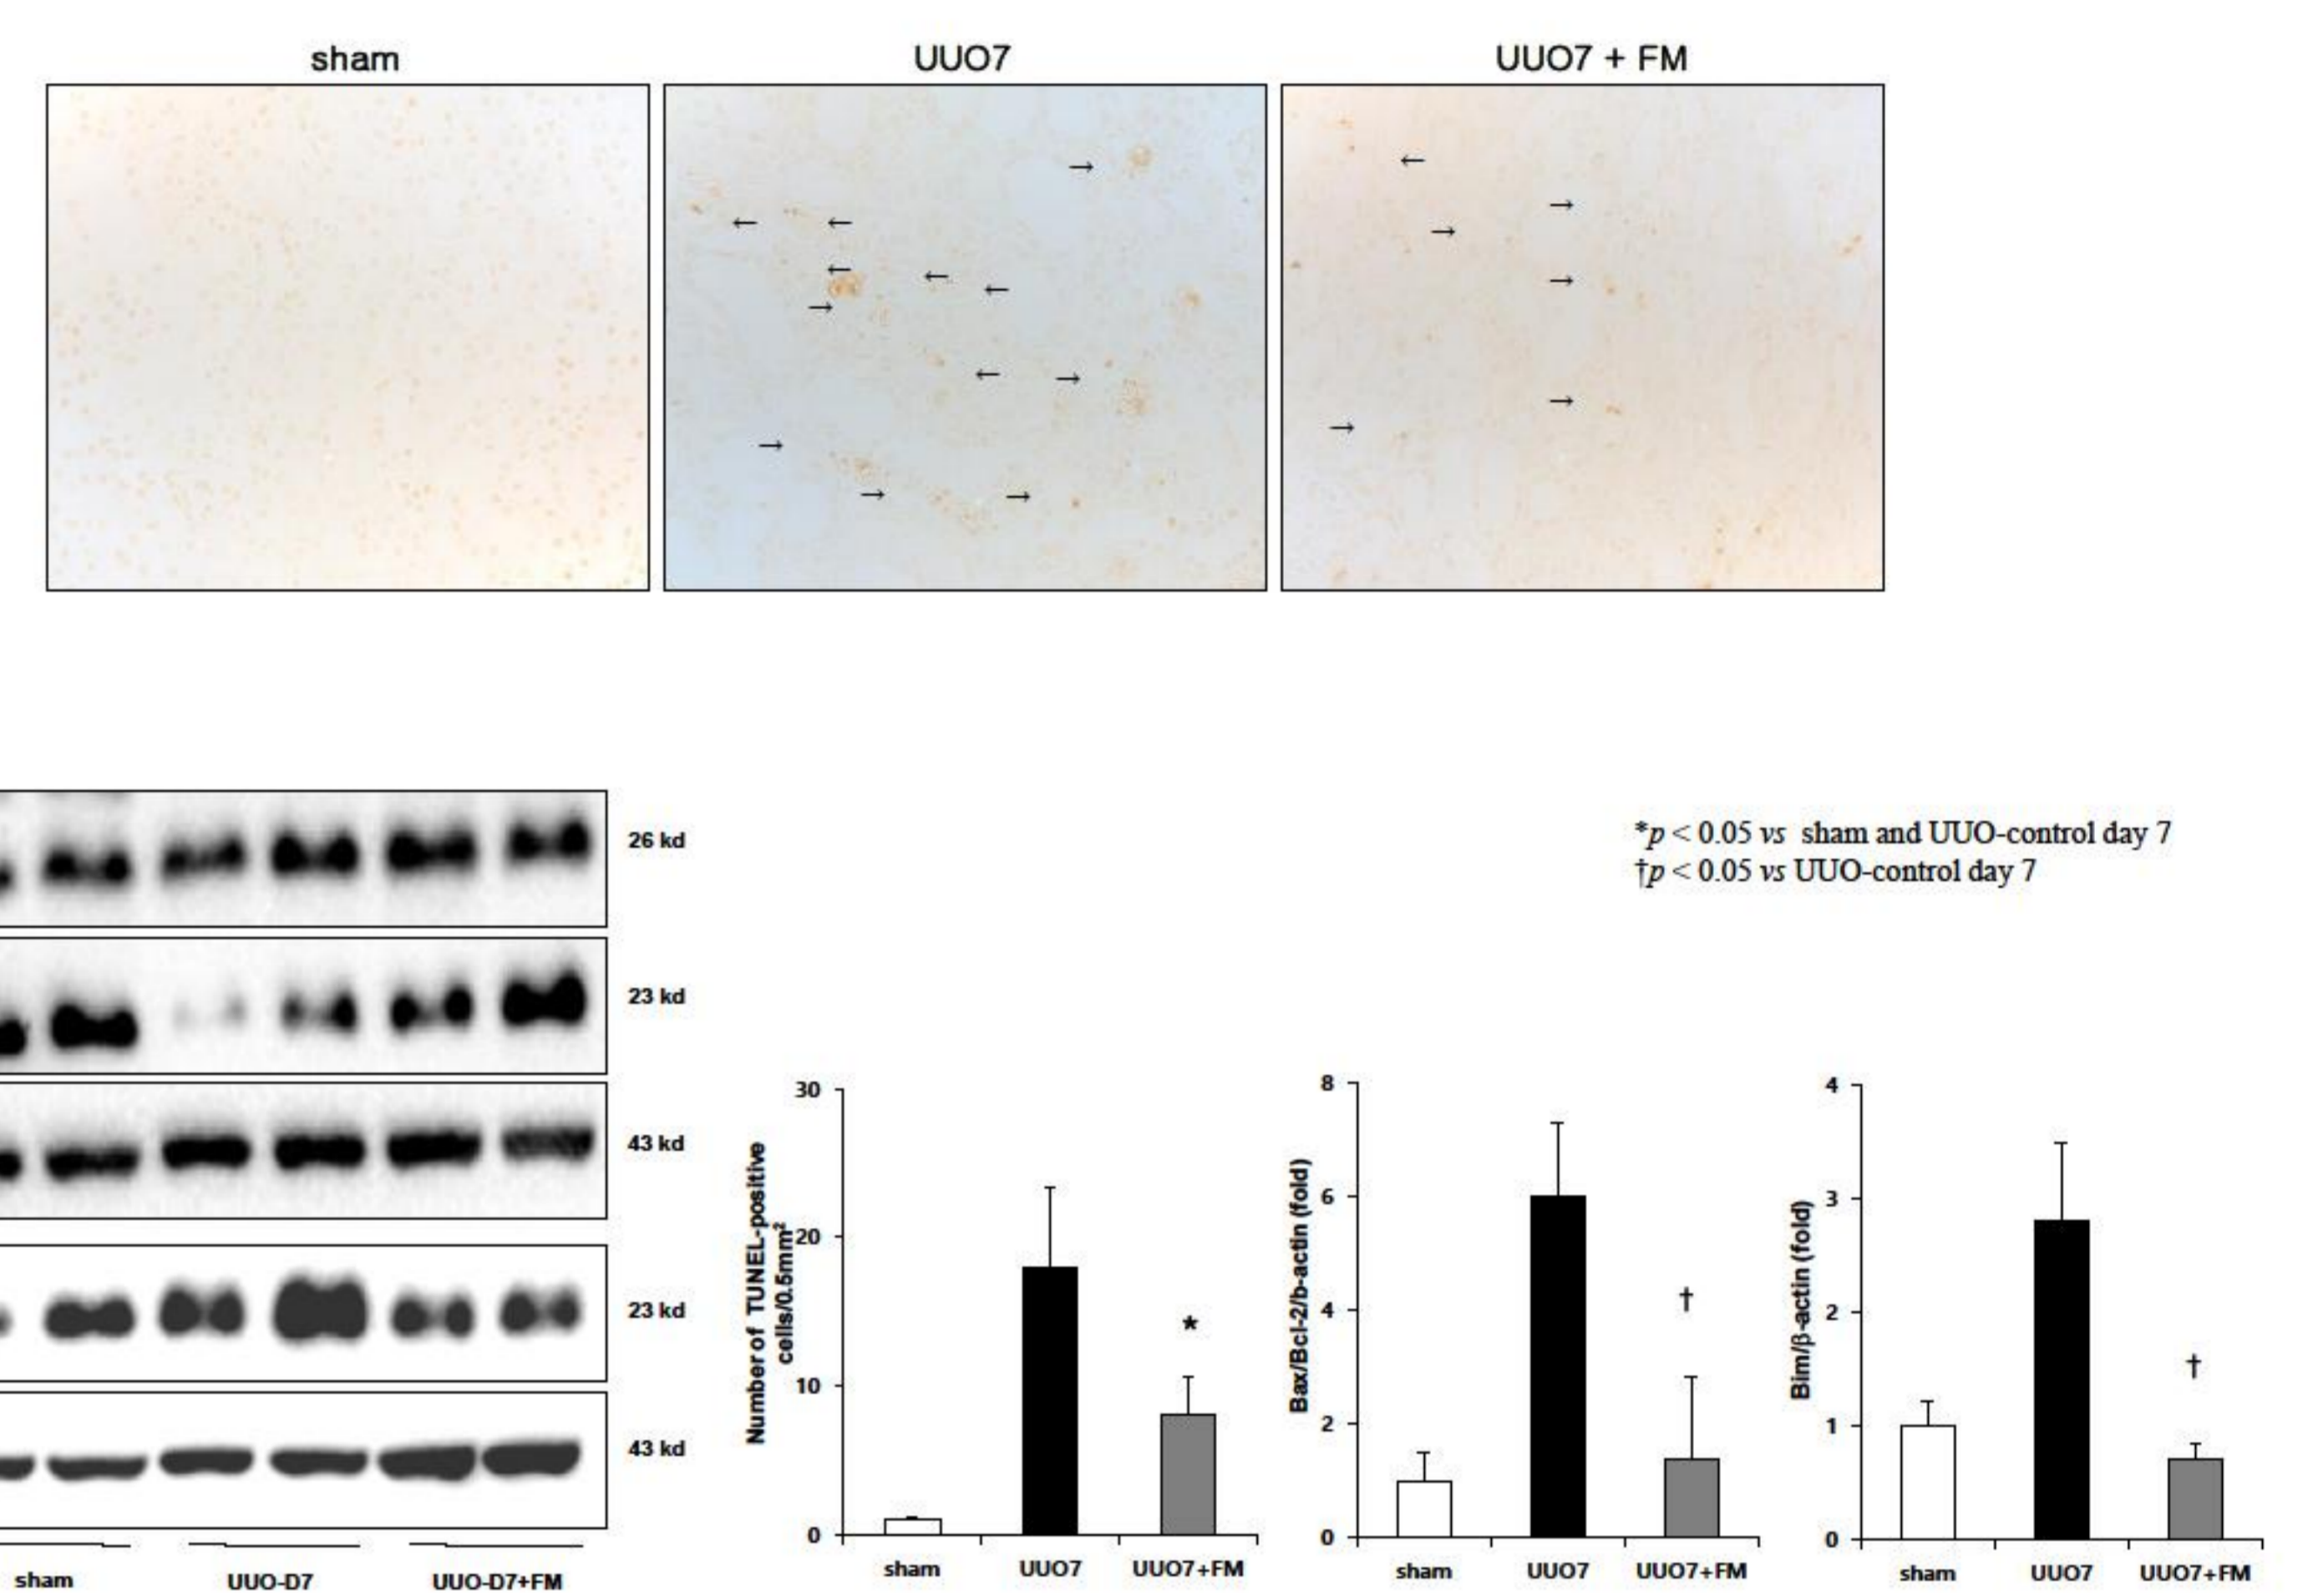 sham
UUO7
UUO7 + FM
26 kd
23 kd
43 kd
23 kd
43 kd
sham
UUO-D7
UUO-D7+FM
*p < 0.05 vs sham and UUO-control day 7
†p < 0.05 vs UUO-control day 7
Number of TUNEL-positive
cells/0.5mm²
30
20
10
0
*
sham
UUO7
UUO7+FM
Bax/Bcl-2/b-actin (fold)
8
6
4
2
0
†
sham
UUO7
UUO7+FM
Bim/β-actin (fold)
4
3
2
1
0
†
sham
UUO7
UUO7+FM